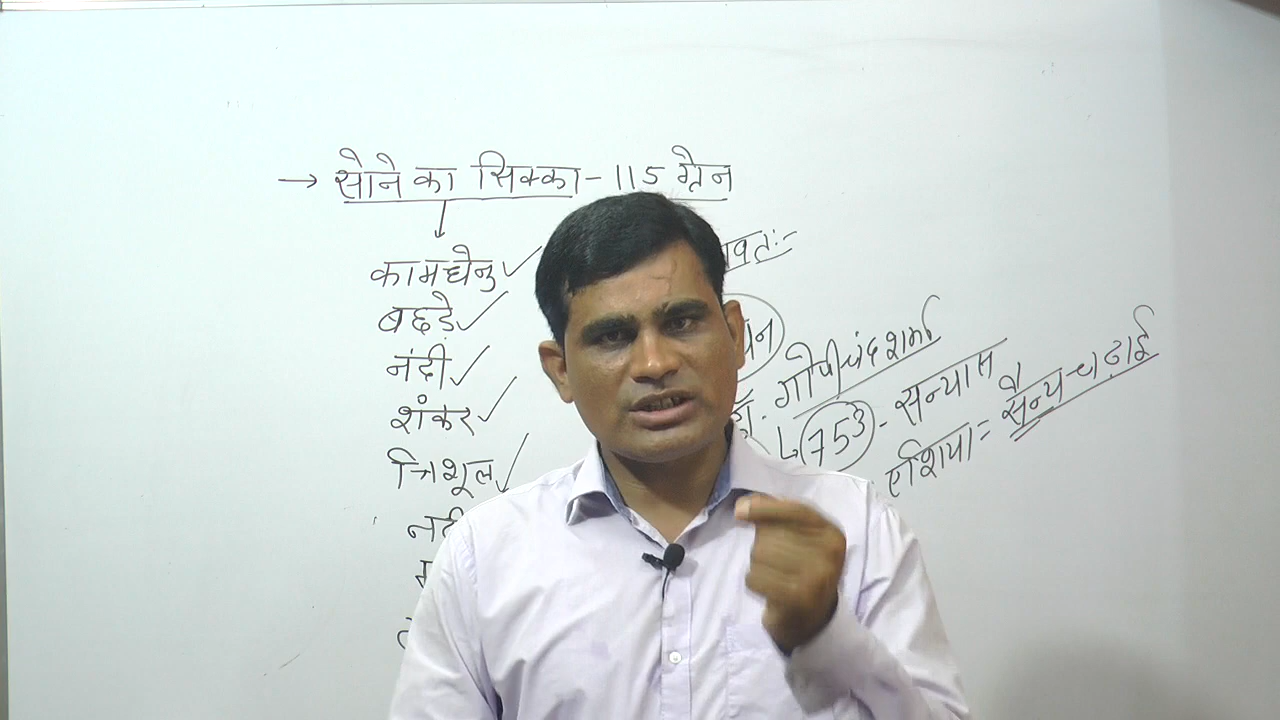 → सोने का सिक्का - 115 ग्रेन
कामधेनु ✓
बछड़े ✓
नंदी ✓
शंकर ✓
त्रिशूल ✓
गोपीचंद शर्मा
753 - सन्यास
एशिया = सैन्य चढ़ाई